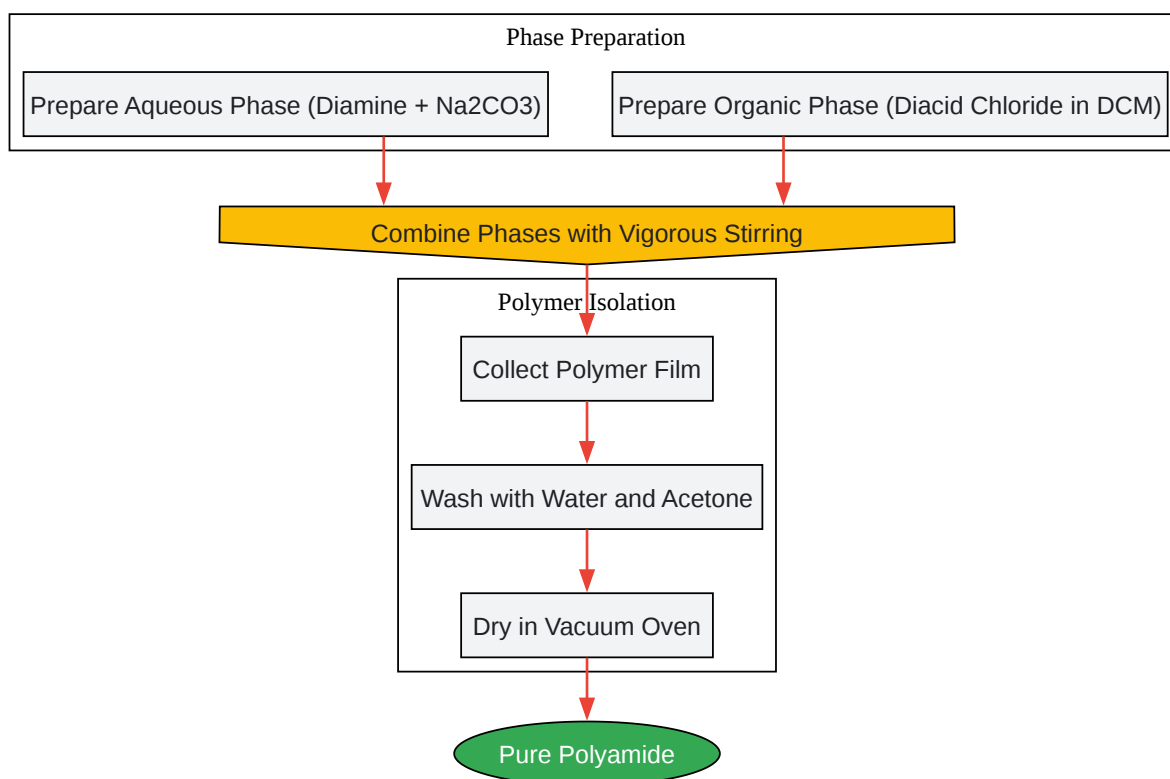 Phase Preparation
Prepare Aqueous Phase (Diamine + Na2CO3)
Prepare Organic Phase (Diacid Chloride in DCM)
Combine Phases with Vigorous Stirring
Polymer Isolation
Collect Polymer Film
Wash with Water and Acetone
Dry in Vacuum Oven
Pure Polyamide